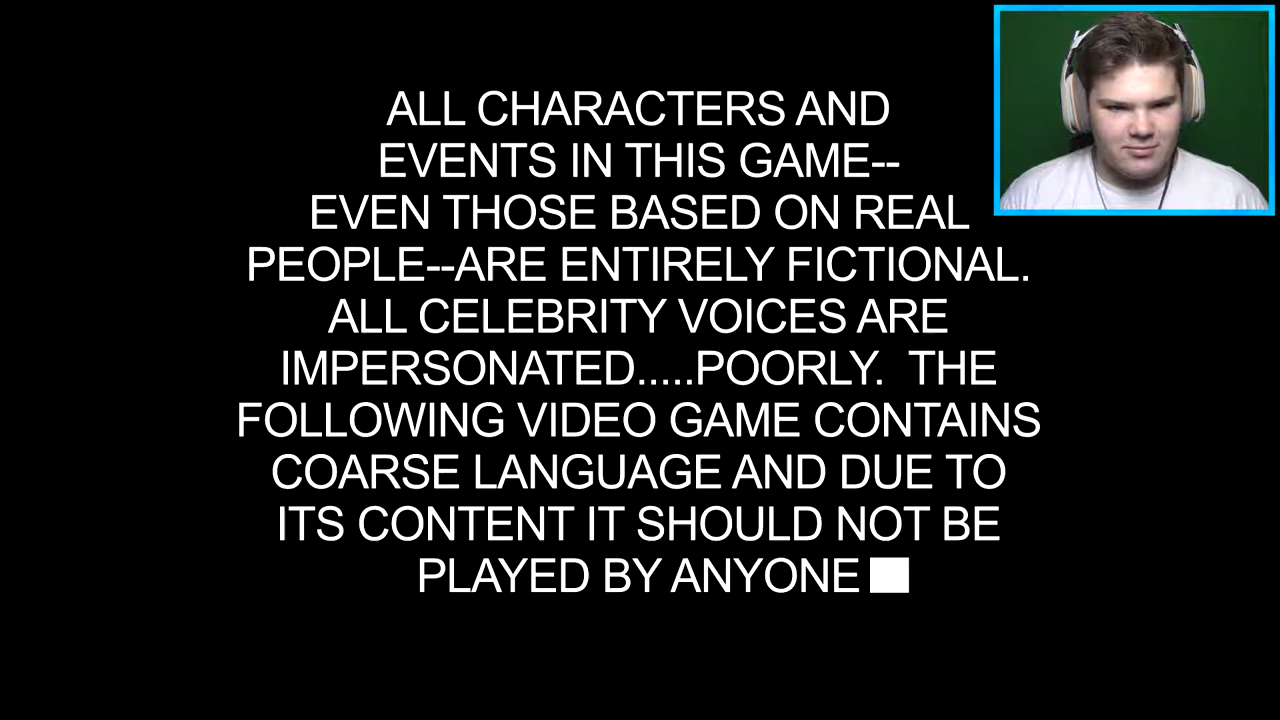 ALL CHARACTERS AND
EVENTS IN THIS GAME--
EVEN THOSE BASED ON REAL
PEOPLE--ARE ENTIRELY FICTIONAL.
ALL CELEBRITY VOICES ARE
IMPERSONATED.....POORLY. THE
FOLLOWING VIDEO GAME CONTAINS
COARSE LANGUAGE AND DUE TO
ITS CONTENT IT SHOULD NOT BE
PLAYED BY ANYONE